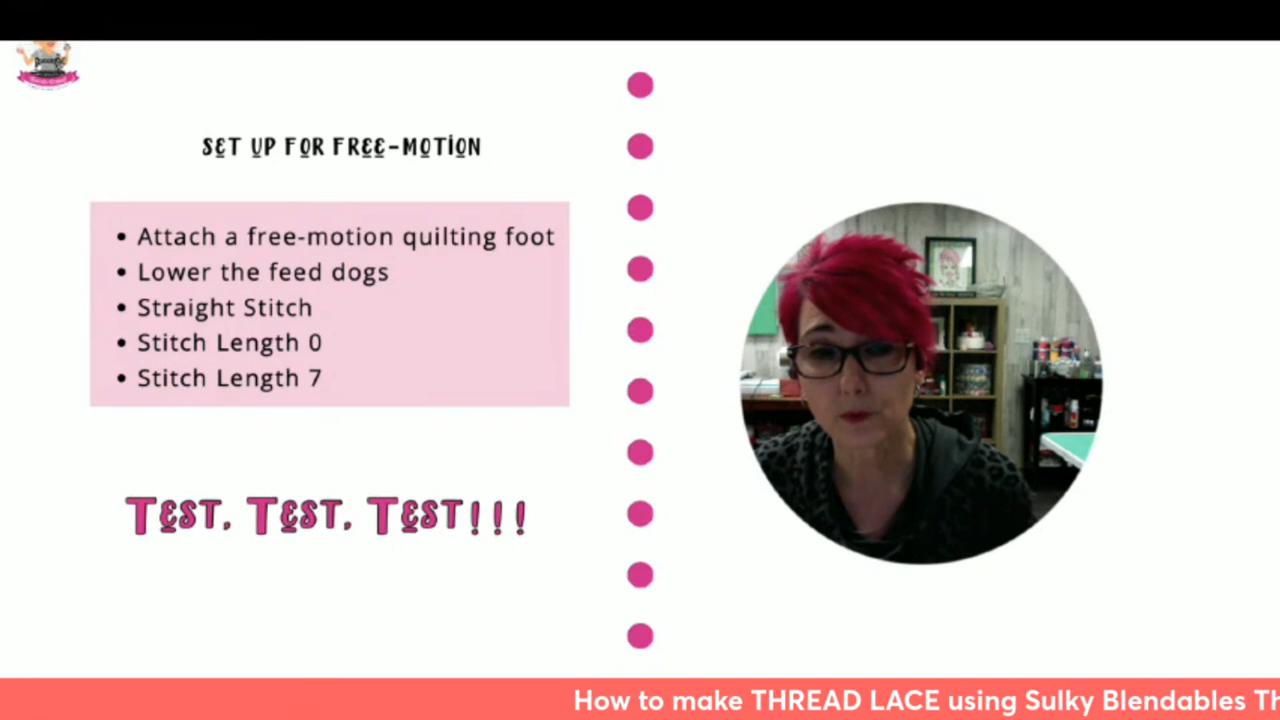 SET UP FOR FREE-MOTION
• Attach a free-motion quilting foot
• Lower the feed dogs
• Straight Stitch
• Stitch Length 0
• Stitch Length 7
TEST, TEST, TEST!!!
How to make THREAD LACE using Sulky Blendables Th